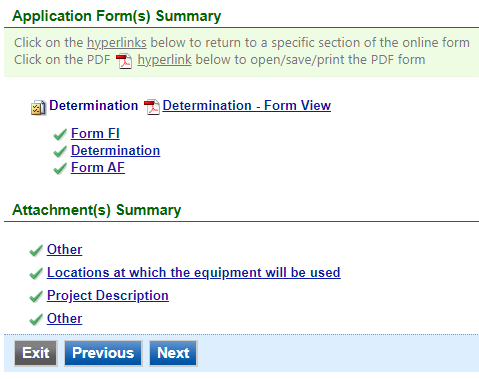 Application Form(s) Summary
Click on the hyperlinks below to return to a specific section of the online form
Click on the PDF hyperlink below to open/save/print the PDF form
Determination Determination - Form View
Form FI
Determination
Form AF
Attachment(s) Summary
Other
Locations at which the equipment will be used
Project Description
Other
Exit Previous Next